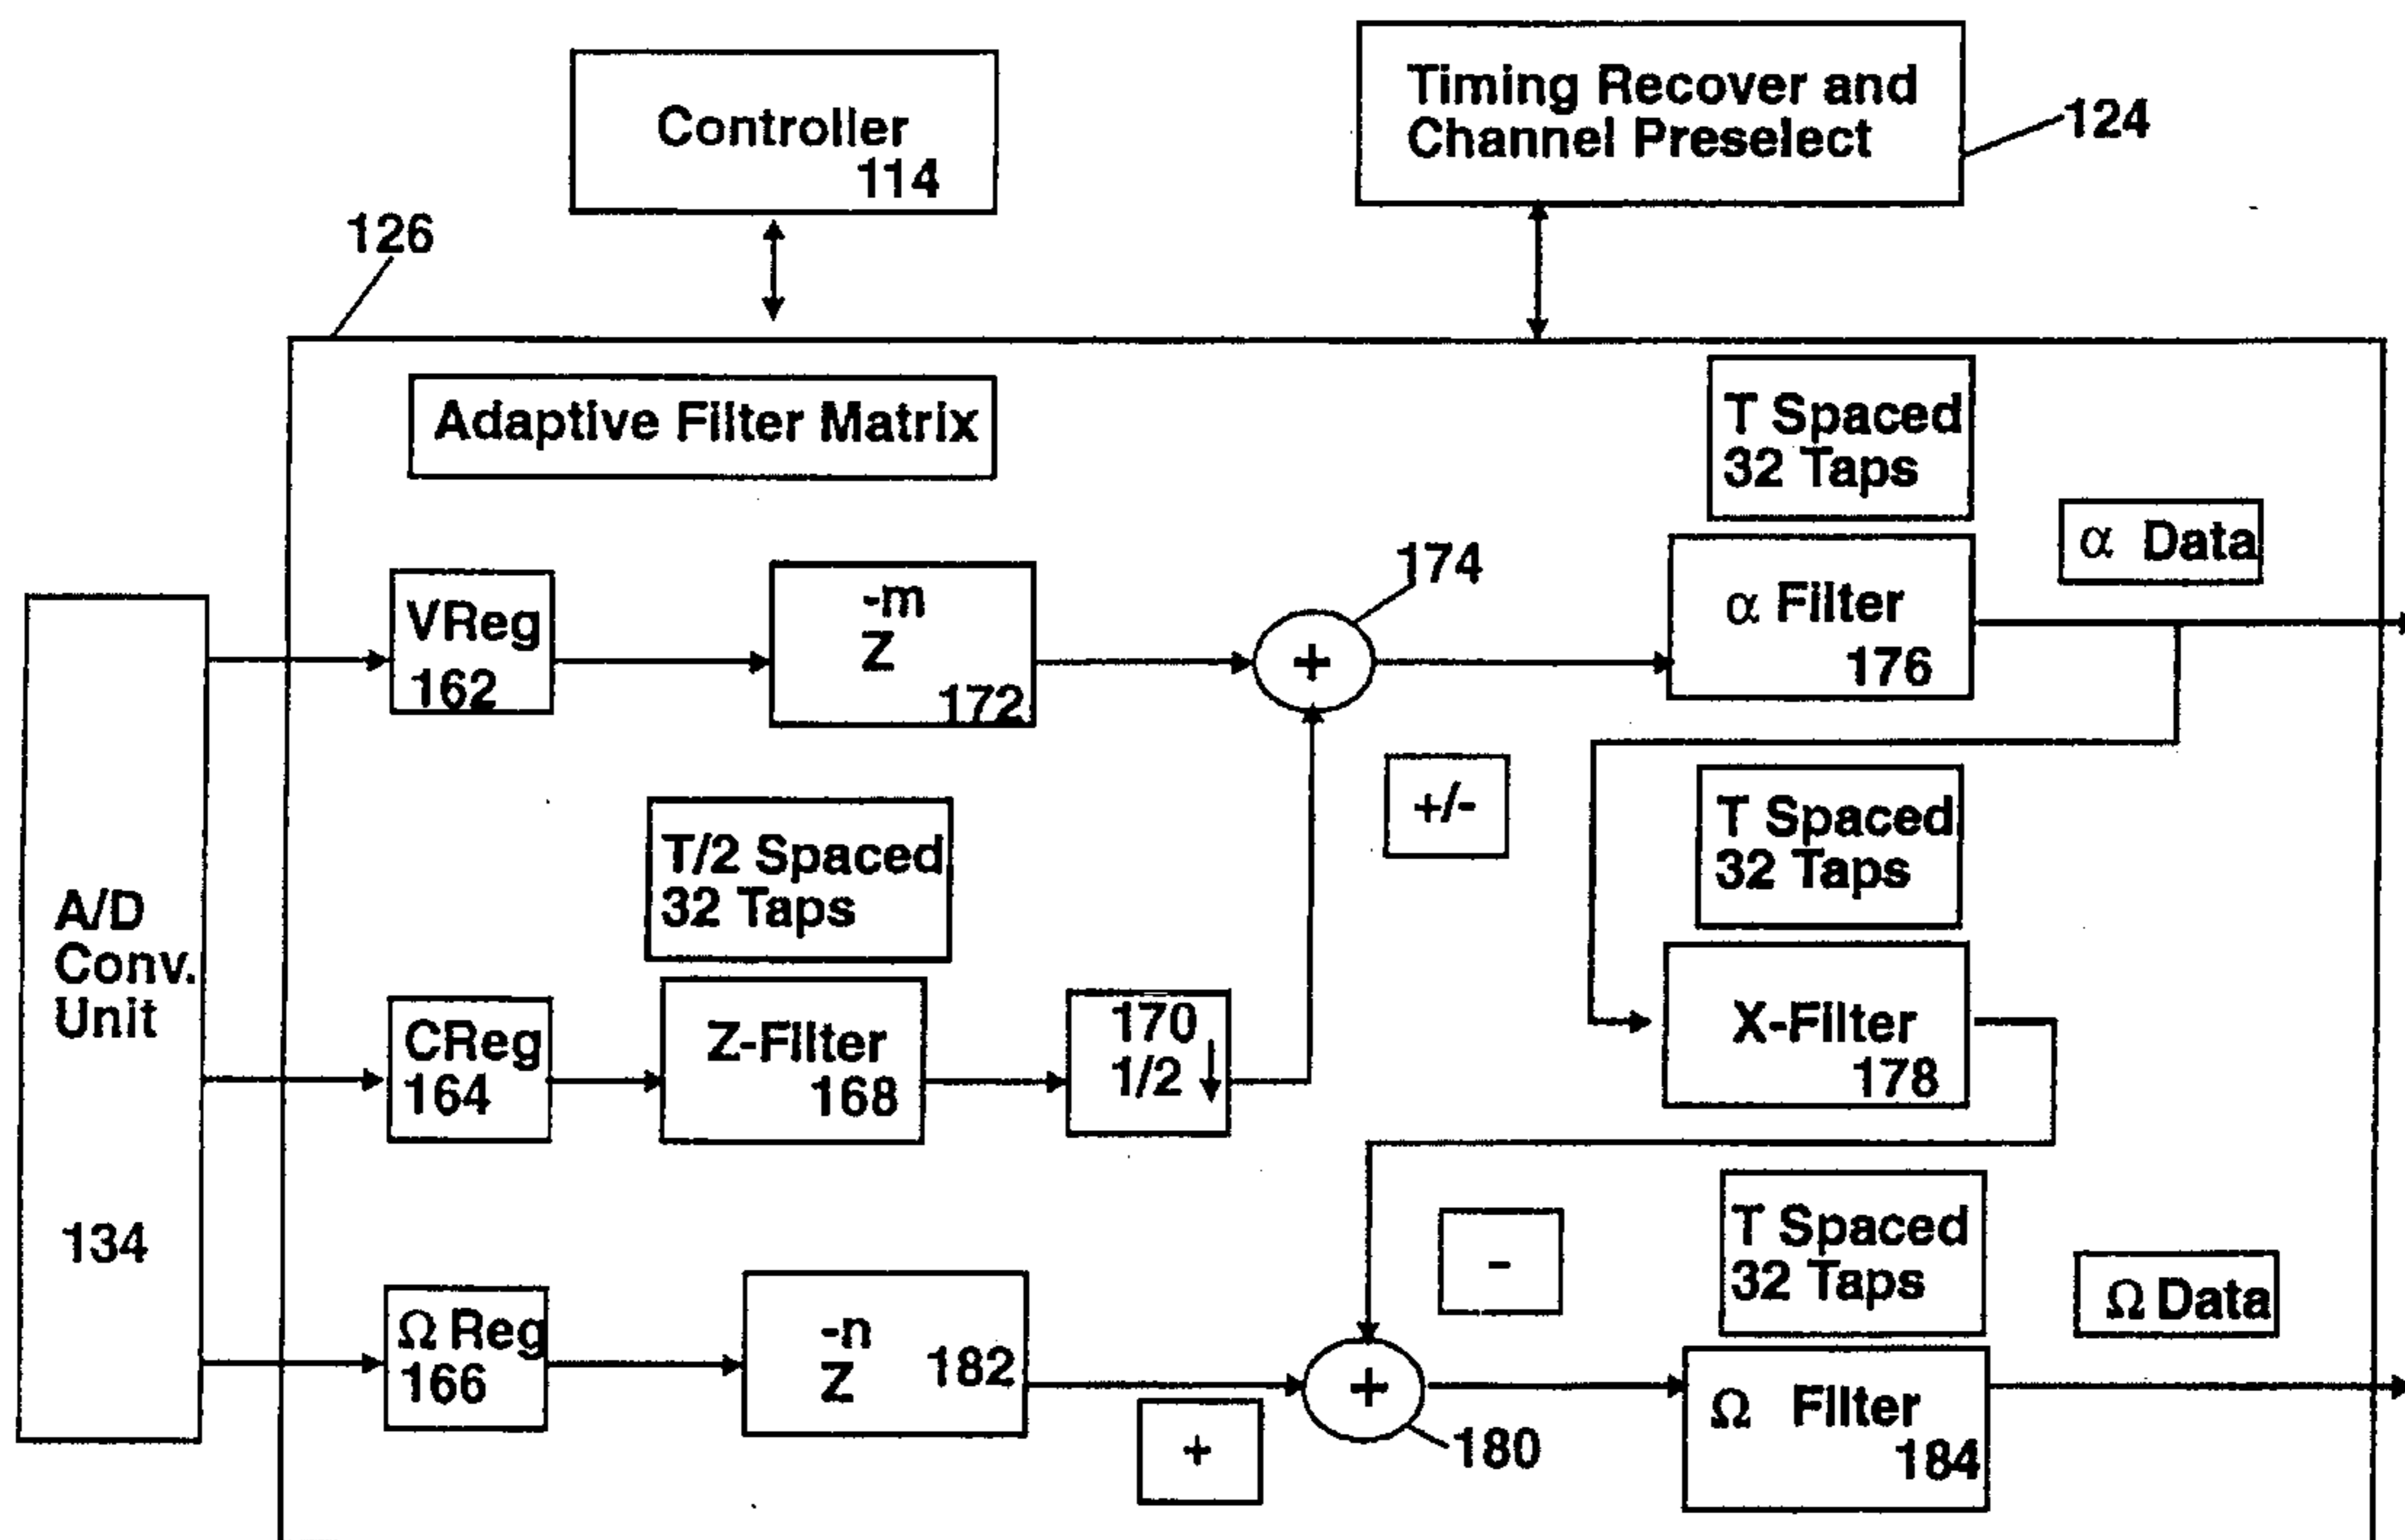 Controller
114
Timing Recover and
Channel Preselect
124
126
Adaptive Filter Matrix
T Spaced
32 Taps
α Data
174
VReg
162
-m
Z
172
+
α Filter
176
+/-
T/2 Spaced
32 Taps
T Spaced
32 Taps
A/D
Conv.
Unit
134
CReg
164
Z-Filter
168
170
1/2
X-Filter
178
-
T Spaced
32 Taps
Ω Data
Ω Reg
166
-n
Z
182
+
+
180
Ω Filter
184